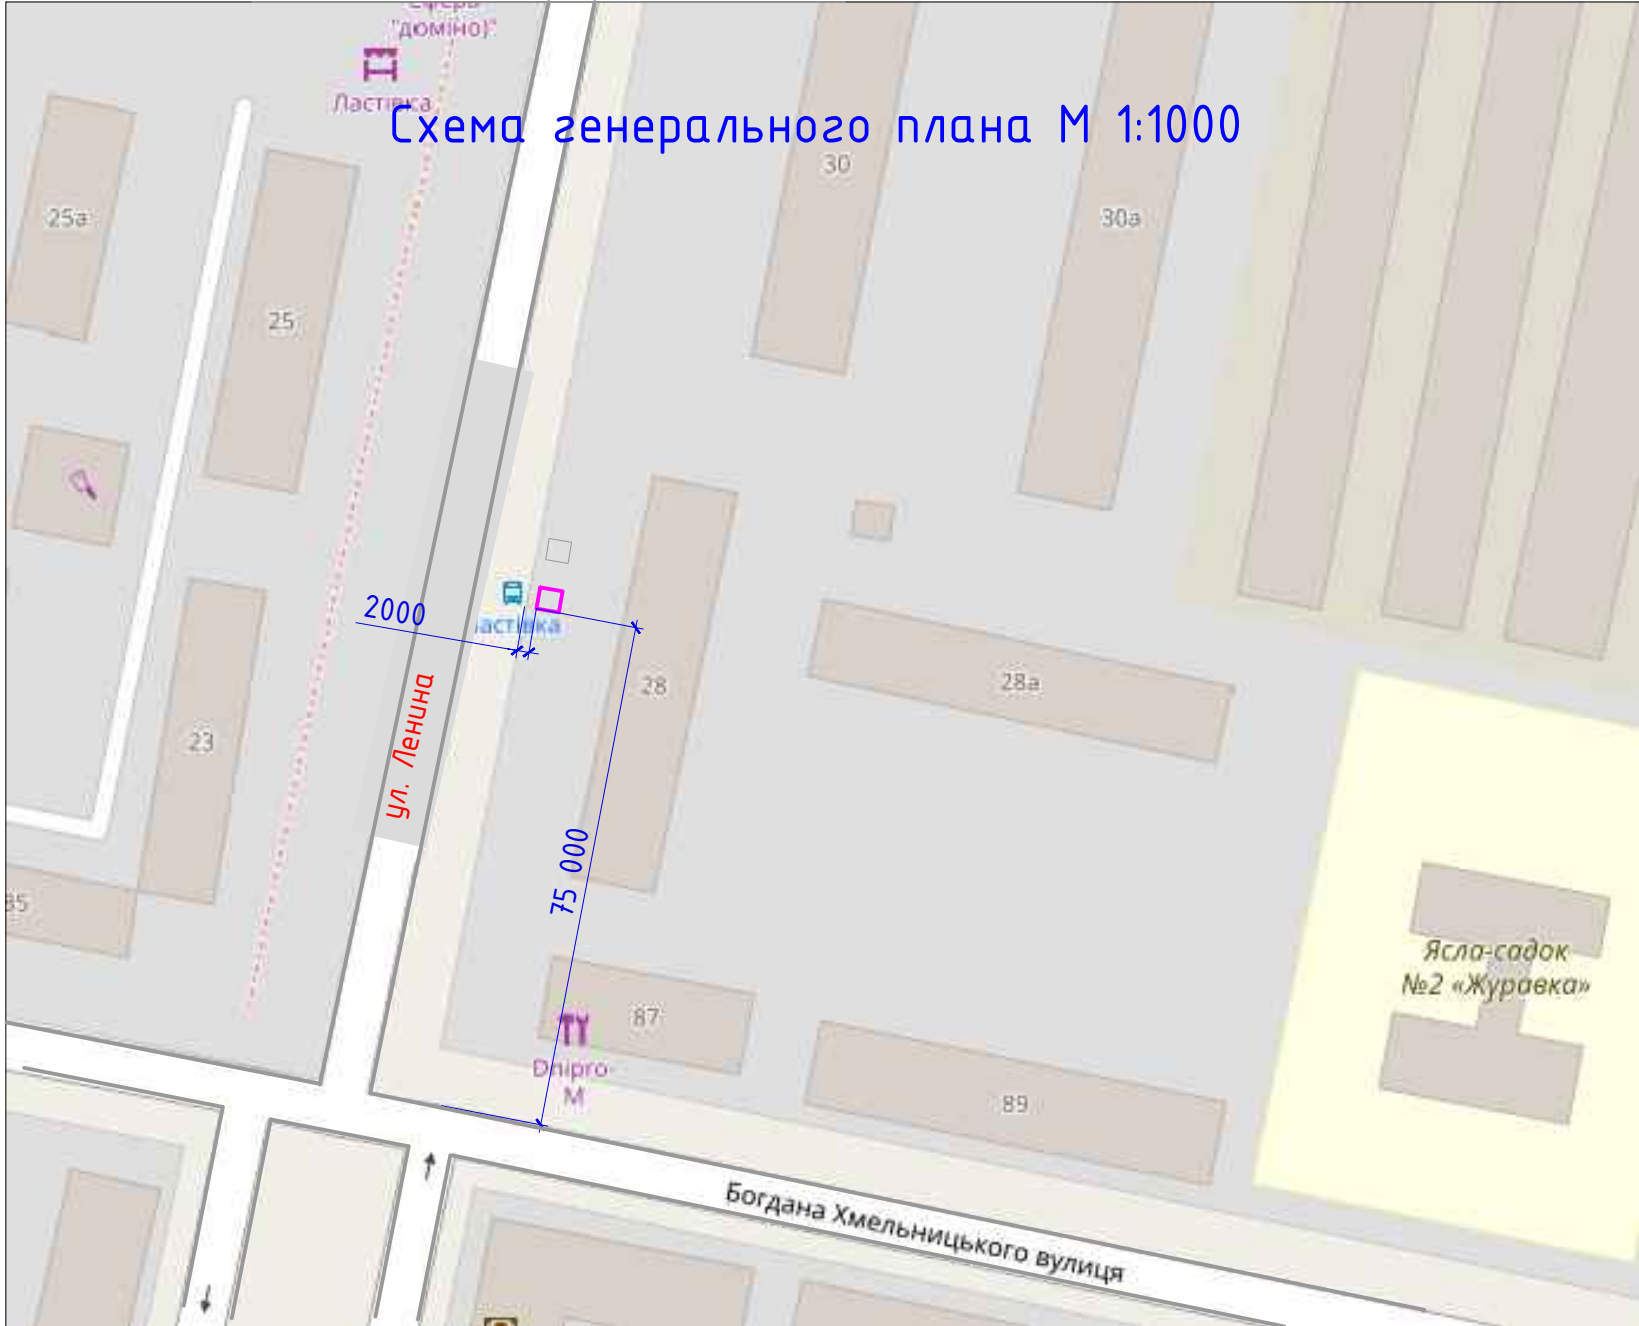 "доміно)"
Ластівка
Схема генерального плана М 1:1000
30
25а
30а
25
2000
28
28а
ул. Ленина
23
75 000
35
Ясла-садок
№2 «Журавка»
87
Dnipro-
M
89
Богдана Хмельницького вулиця